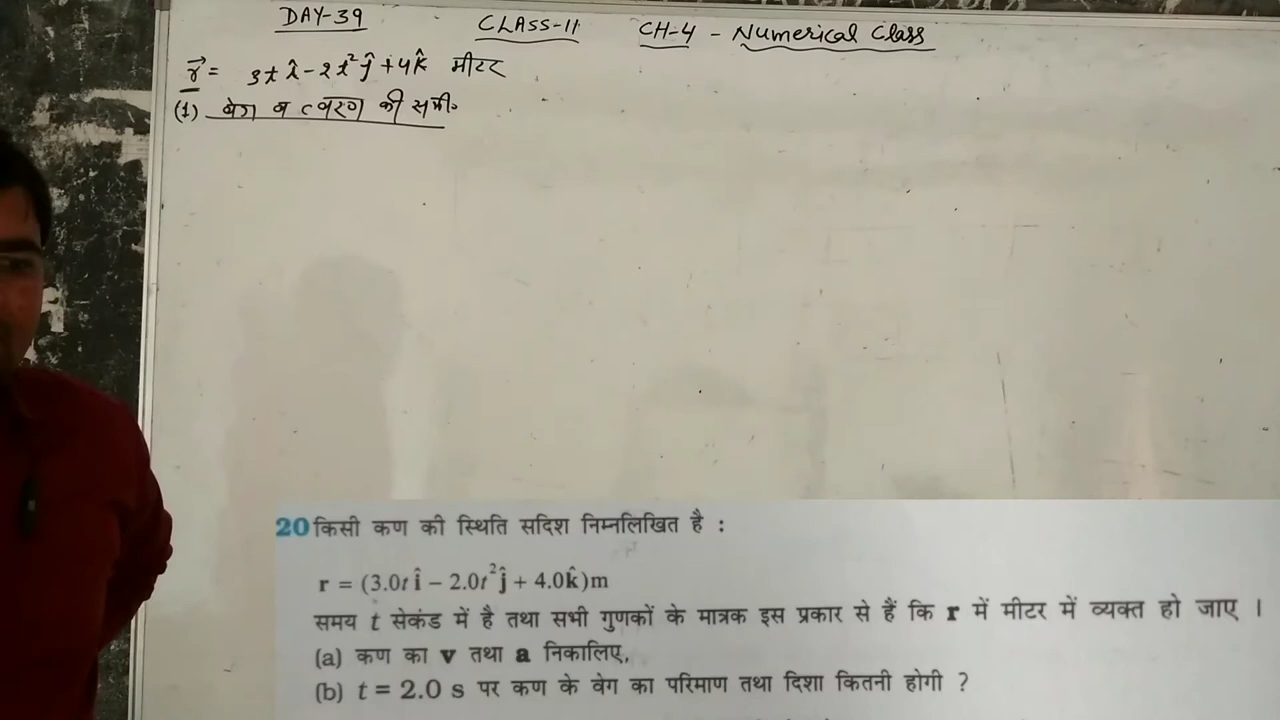 DAY-39 CLASS-11 CH-4 - Numerical Class
r⃗ = 3t î - 2t² ĵ + 4k̂ मीटर
(1) वेग व त्वरण की समी०
20 किसी कण की स्थिति सदिश निम्नलिखित है :
r = (3.0t î – 2.0t² ĵ + 4.0k̂)m
समय t सेकंड में है तथा सभी गुणकों के मात्रक इस प्रकार से हैं कि r में मीटर में व्यक्त हो जाए ।
(a) कण का v तथा a निकालिए,
(b) t = 2.0 s पर कण के वेग का परिमाण तथा दिशा कितनी होगी ?